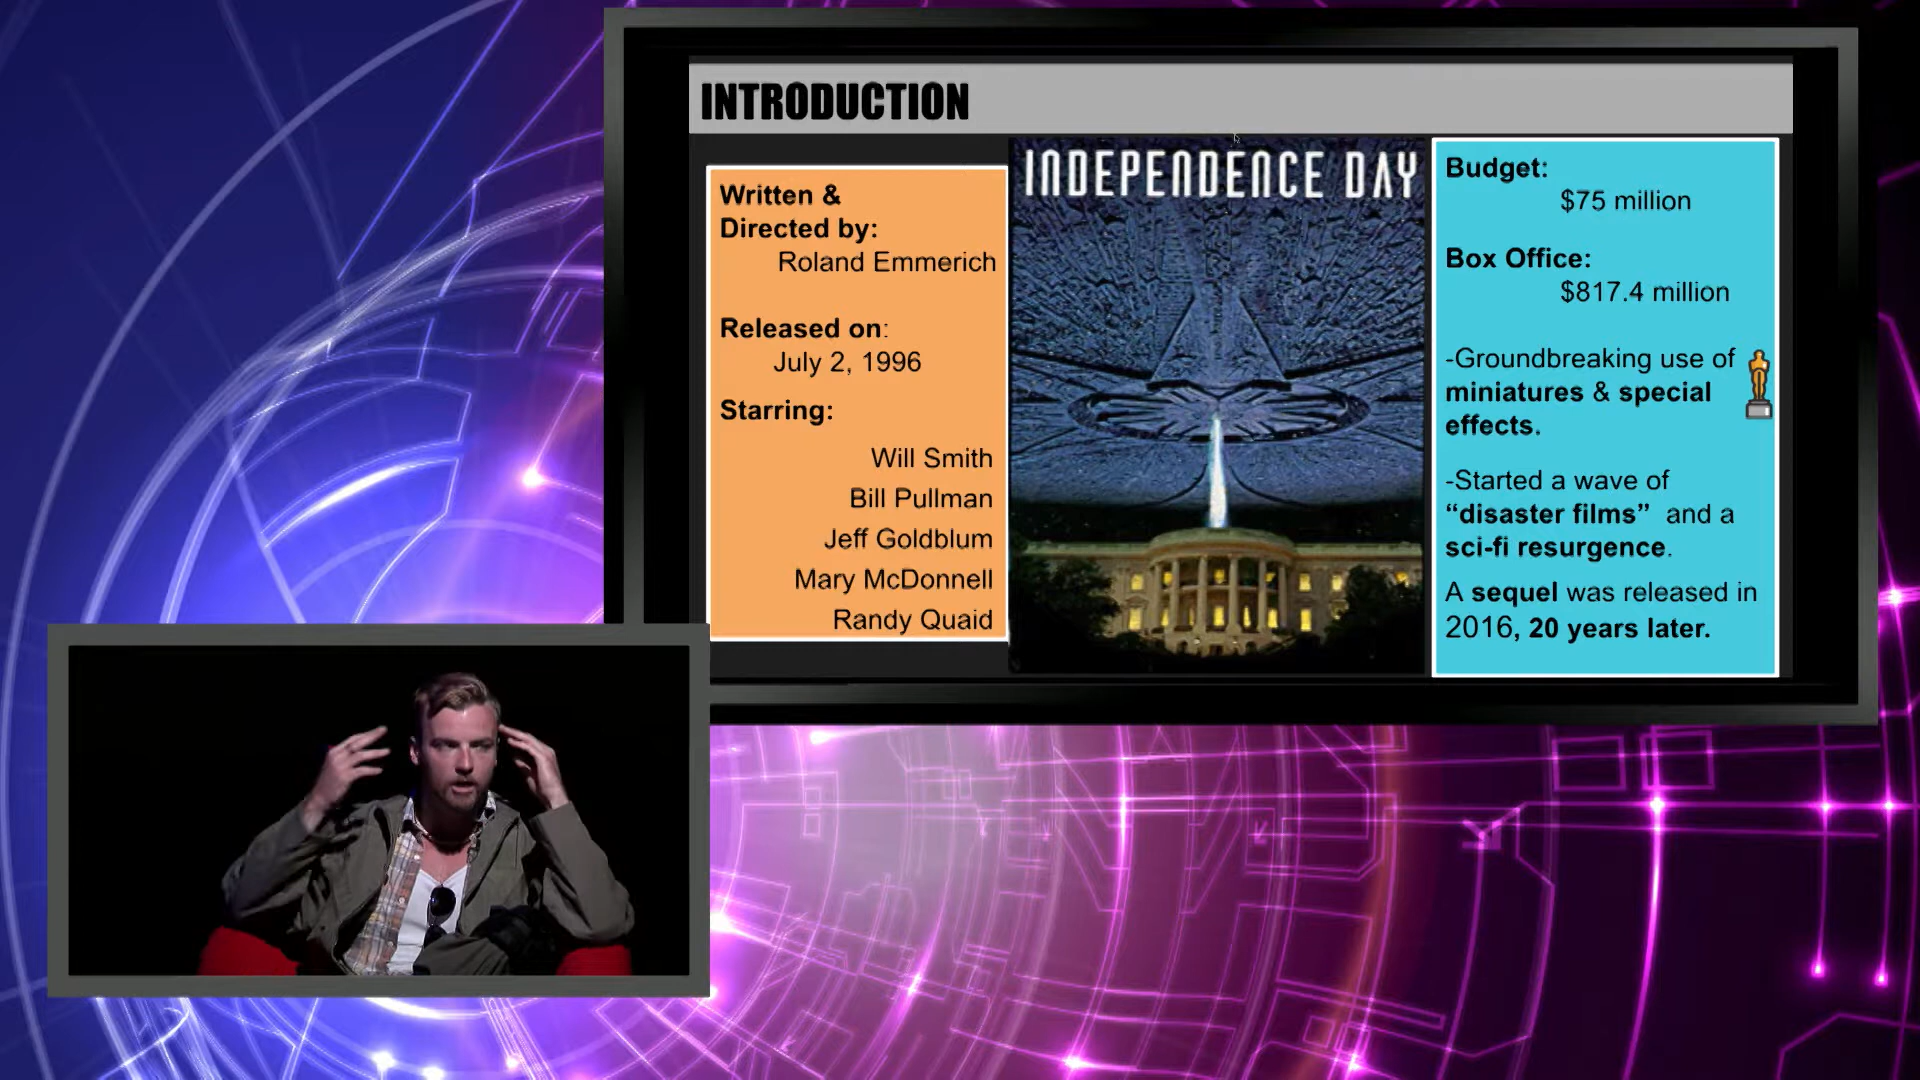 INTRODUCTION
Written &
Directed by:
Roland Emmerich
Released on:
July 2, 1996
Starring:
Will Smith
Bill Pullman
Jeff Goldblum
Mary McDonnell
Randy Quaid
INDEPENDENCE DAY
Budget:
$75 million
Box Office:
$817.4 million
-Groundbreaking use of
miniatures & special
effects.
-Started a wave of
“disaster films” and a
sci-fi resurgence.
A sequel was released in
2016, 20 years later.